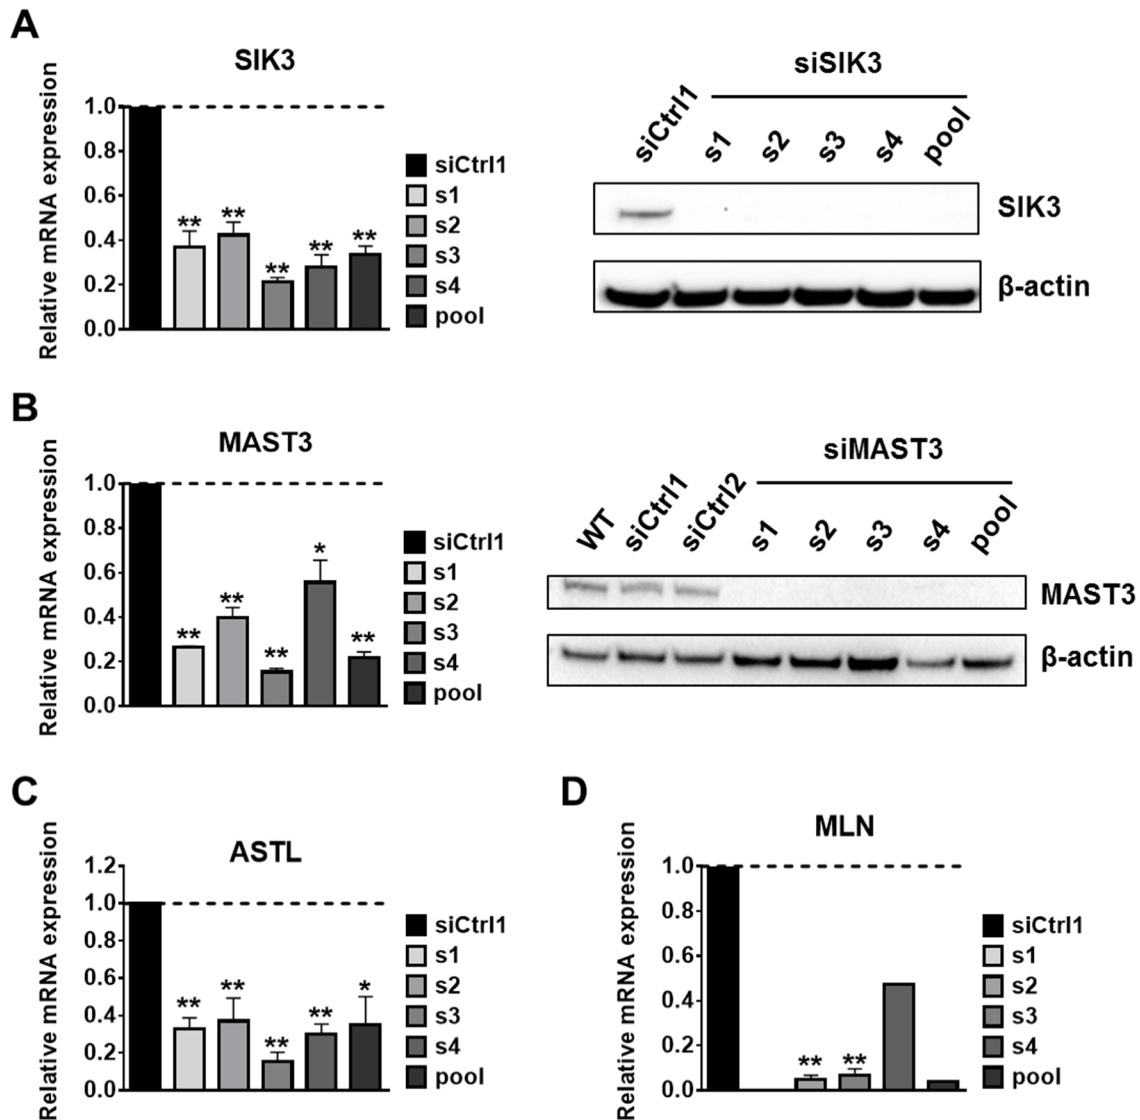 A
SIK3
Relative mRNA expression
1.0
0.8
0.6
0.4
0.2
0.0
**
**
**
**
**
siCtrl1
s1
s2
s3
s4
pool
siSIK3
siCtrl1 s1 s2 s3 s4 pool
SIK3
β-actin
B
MAST3
Relative mRNA expression
1.0
0.8
0.6
0.4
0.2
0.0
**
**
**
*
**
siCtrl1
s1
s2
s3
s4
pool
siMAST3
WT siCtrl1 siCtrl2 s1 s2 s3 s4 pool
MAST3
β-actin
C
ASTL
Relative mRNA expression
1.2
1.0
0.8
0.6
0.4
0.2
0.0
**
**
**
**
*
siCtrl1
s1
s2
s3
s4
pool
D
MLN
Relative mRNA expression
1.0
0.8
0.6
0.4
0.2
0.0
**
**
siCtrl1
s1
s2
s3
s4
pool